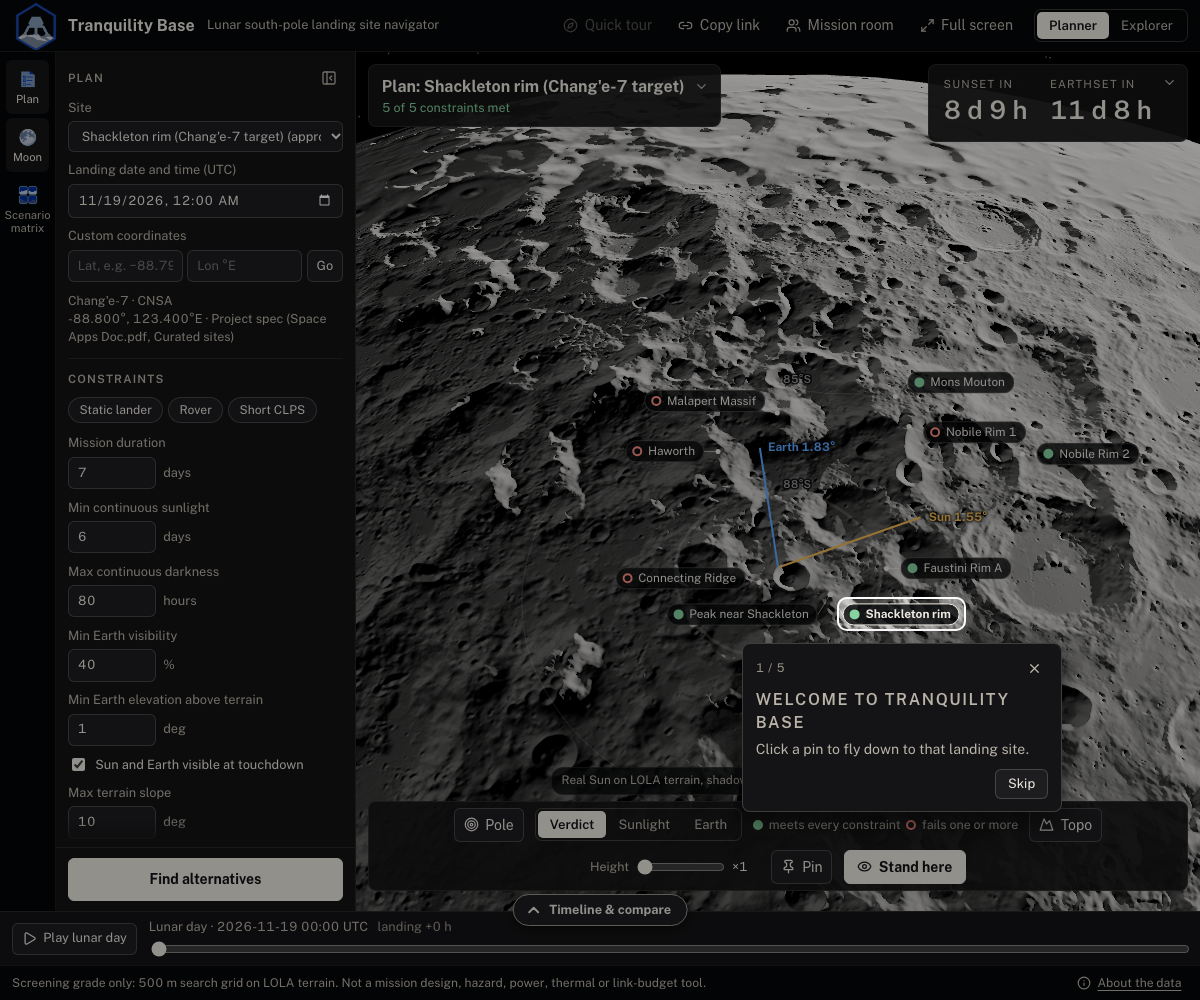 Tranquility Base
Lunar south-pole landing site navigator
Quick tour
Copy link
Mission room
Full screen
Planner
Explorer
Plan
Moon
Scenario
matrix
PLAN
Site
Shackleton rim (Chang'e-7 target)
Landing date and time (UTC)
11/19/2026, 12:00 AM
Custom coordinates
Lat, e.g. −88.79
Lon °E
Go
Chang'e-7 · CNSA
-88.800°, 123.400°E · Project spec (Space
Apps Doc.pdf, Curated sites)
CONSTRAINTS
Static lander
Rover
Short CLPS
Mission duration
7 days
Min continuous sunlight
6 days
Max continuous darkness
80 hours
Min Earth visibility
40 %
Min Earth elevation above terrain
1 deg
Sun and Earth visible at touchdown
Max terrain slope
10 deg
Find alternatives
Plan: Shackleton rim (Chang'e-7 target)
5 of 5 constraints met
SUNSET IN
8 d 9 h
EARTHSET IN
11 d 8 h
85°S
Mons Mouton
Malapert Massif
Nobile Rim 1
Haworth
Earth 1.83°
Nobile Rim 2
88°S
Sun 1.55°
Faustini Rim A
Connecting Ridge
Peak near Shackleton
Shackleton rim
1 / 5
WELCOME TO TRANQUILITY
BASE
Click a pin to fly down to that landing site.
Skip
Real Sun on LOLA terrain,
Pole
Verdict
Sunlight
Earth
meets every constraint
fails one or more
Topo
Height
×1
Pin
Stand here
Timeline & compare
Play lunar day
Lunar day · 2026-11-19 00:00 UTC landing +0 h
Screening grade only: 500 m search grid on LOLA terrain. Not a mission design, hazard, power, thermal or link-budget tool.
About the data